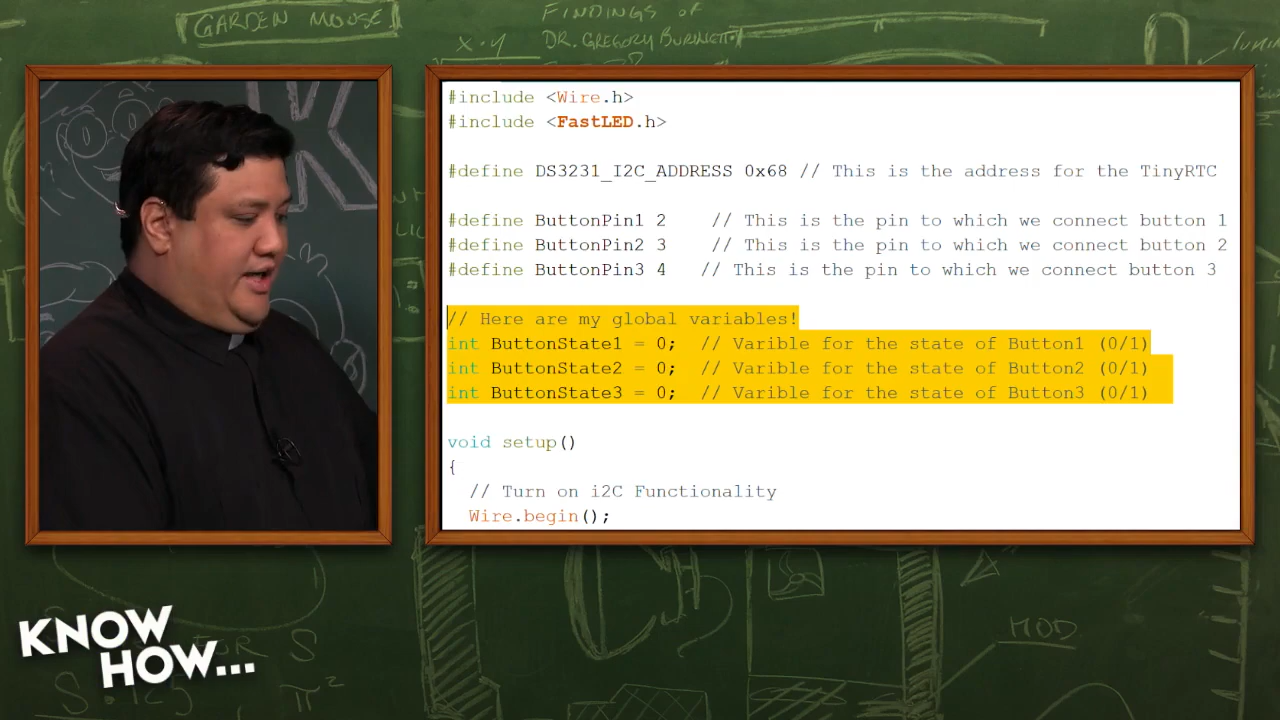 GARDEN MOUSE
FINDINGS OF
DR. GREGORY BURNETT
x·y
#include <Wire.h>
#include <FastLED.h>
#define DS3231_I2C_ADDRESS 0x68 // This is the address for the TinyRTC
#define ButtonPin1 2 // This is the pin to which we connect button 1
#define ButtonPin2 3 // This is the pin to which we connect button 2
#define ButtonPin3 4 // This is the pin to which we connect button 3
// Here are my global variables!
int ButtonState1 = 0; // Varible for the state of Button1 (0/1)
int ButtonState2 = 0; // Varible for the state of Button2 (0/1)
int ButtonState3 = 0; // Varible for the state of Button3 (0/1)
void setup()
{
// Turn on i2C Functionality
Wire.begin();
KNOW
HOW...
MOD
π²